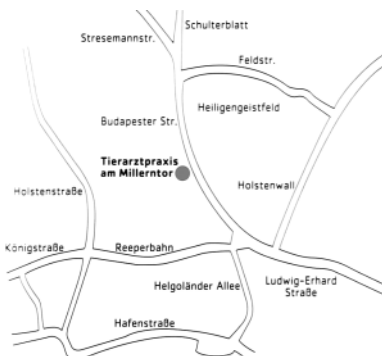 Schulterblatt
Stresemannstr.
Feldstr.
Heiligengeistfeld
Budapester Str.
Tierarztpraxis
am Millerntor
Holstenstraße
Holstenwall
Königstraße
Reeperbahn
Helgoländer Allee
Ludwig-Erhard
Straße
Hafenstraße